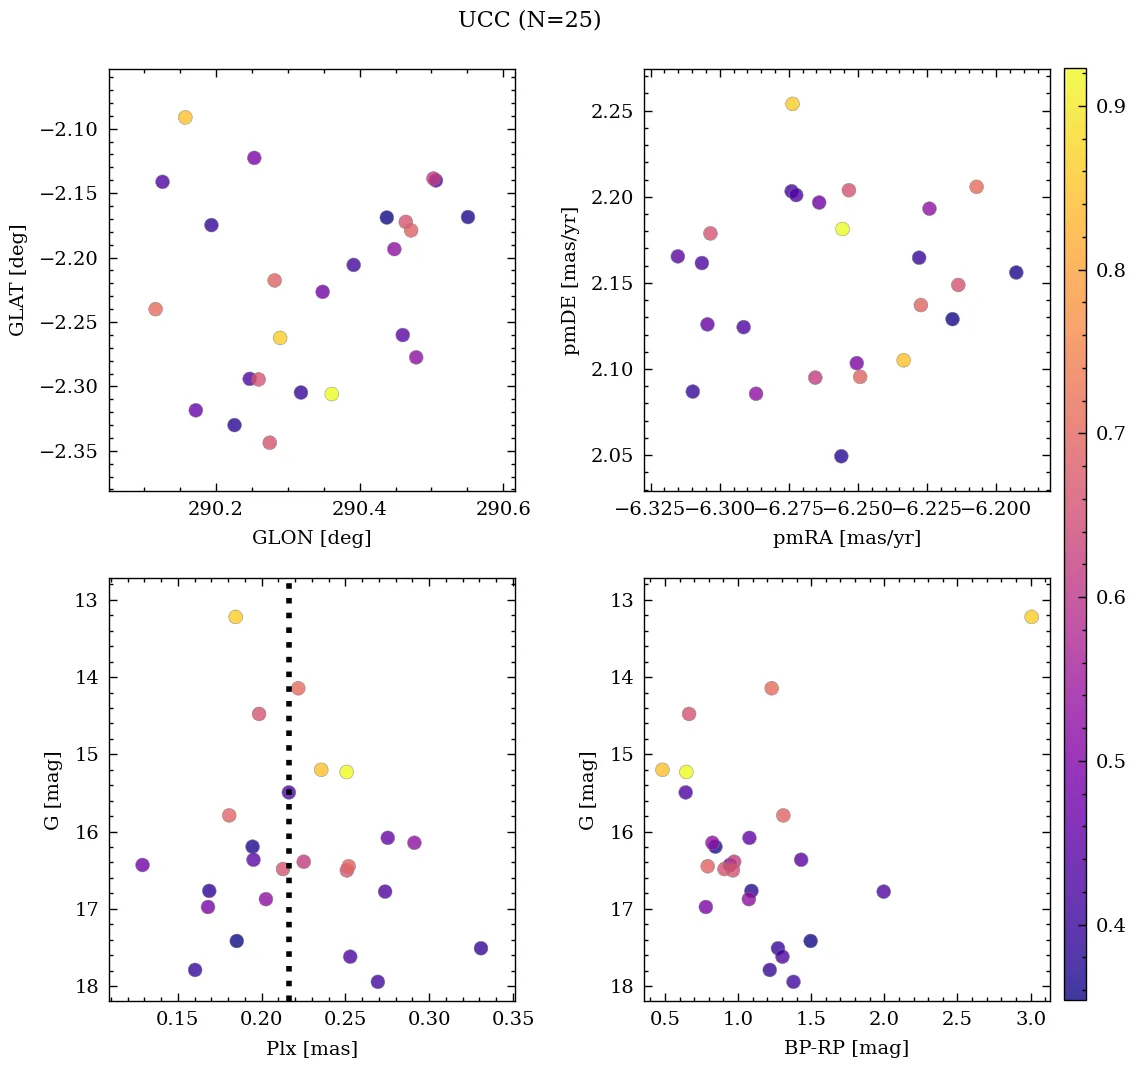 UCC (N=25)
−2.10
−2.15
−2.20
−2.25
−2.30
−2.35
GLAT [deg]
290.2 290.4 290.6
GLON [deg]
2.25
2.20
2.15
2.10
2.05
pmDE [mas/yr]
−6.325 −6.300 −6.275 −6.250 −6.225 −6.200
pmRA [mas/yr]
0.9
0.8
0.7
0.6
0.5
0.4
13
14
15
16
17
18
G [mag]
0.15 0.20 0.25 0.30 0.35
Plx [mas]
13
14
15
16
17
18
G [mag]
0.5 1.0 1.5 2.0 2.5 3.0
BP-RP [mag]